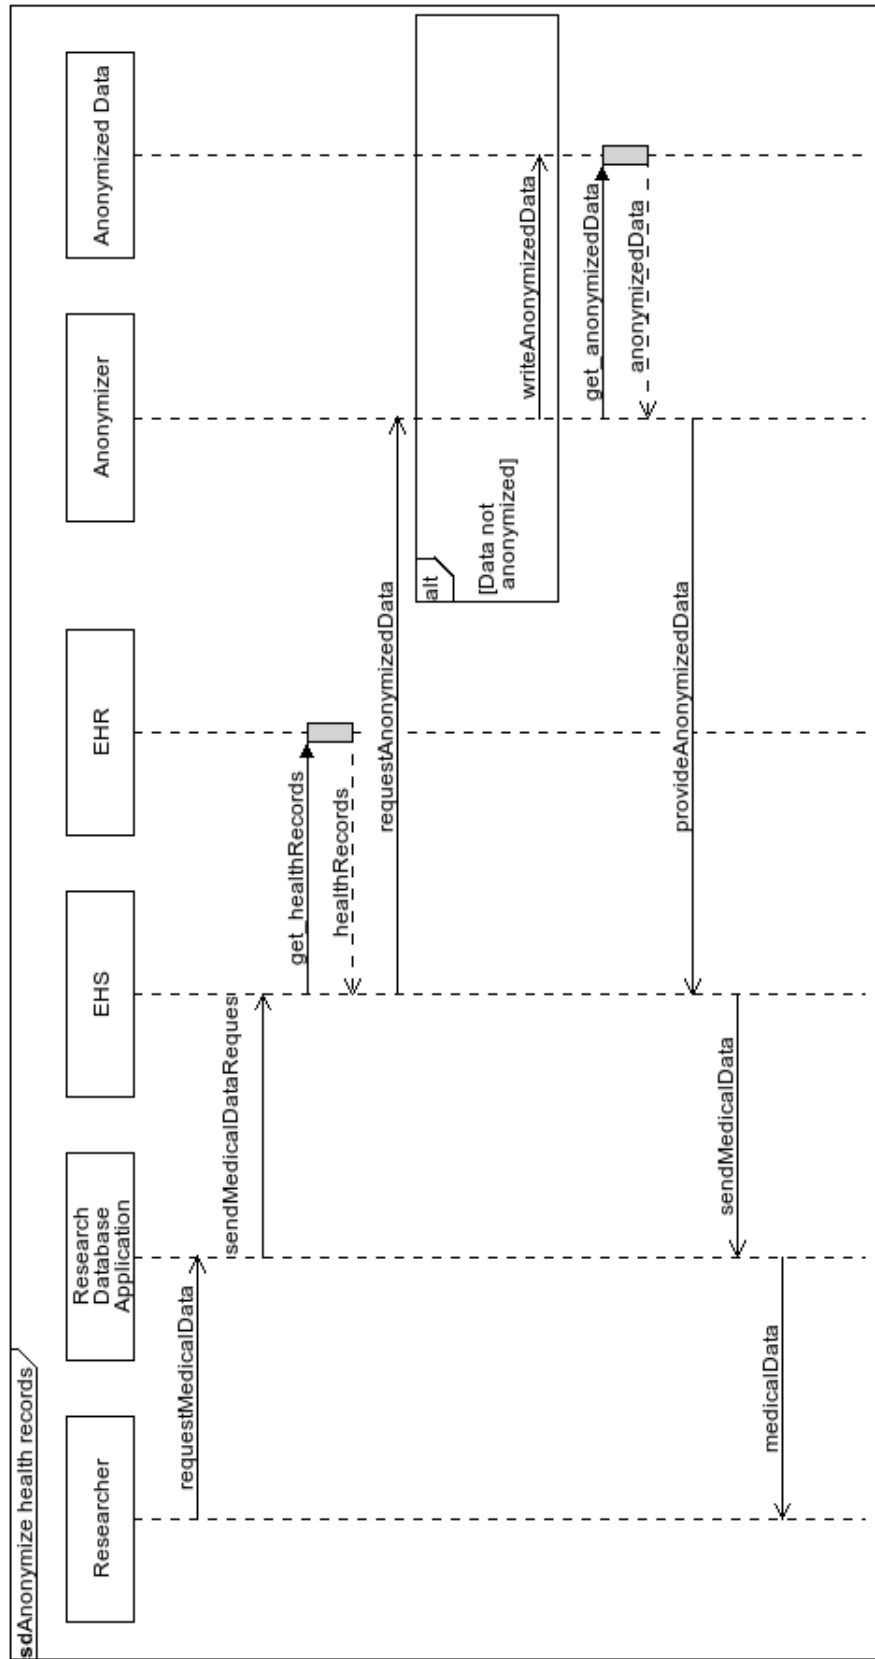 sdAnonymize health records
Researcher
Research
Database
Application
EHS
EHR
Anonymizer
Anonymized Data
requestMedicalData
sendMedicalDataReques
get_healthRecords
healthRecords
requestAnonymizedData
alt
[Data not
anonymized]
writeAnonymizedData
get_anonymizedData
anonymizedData
provideAnonymizedData
sendMedicalData
medicalData